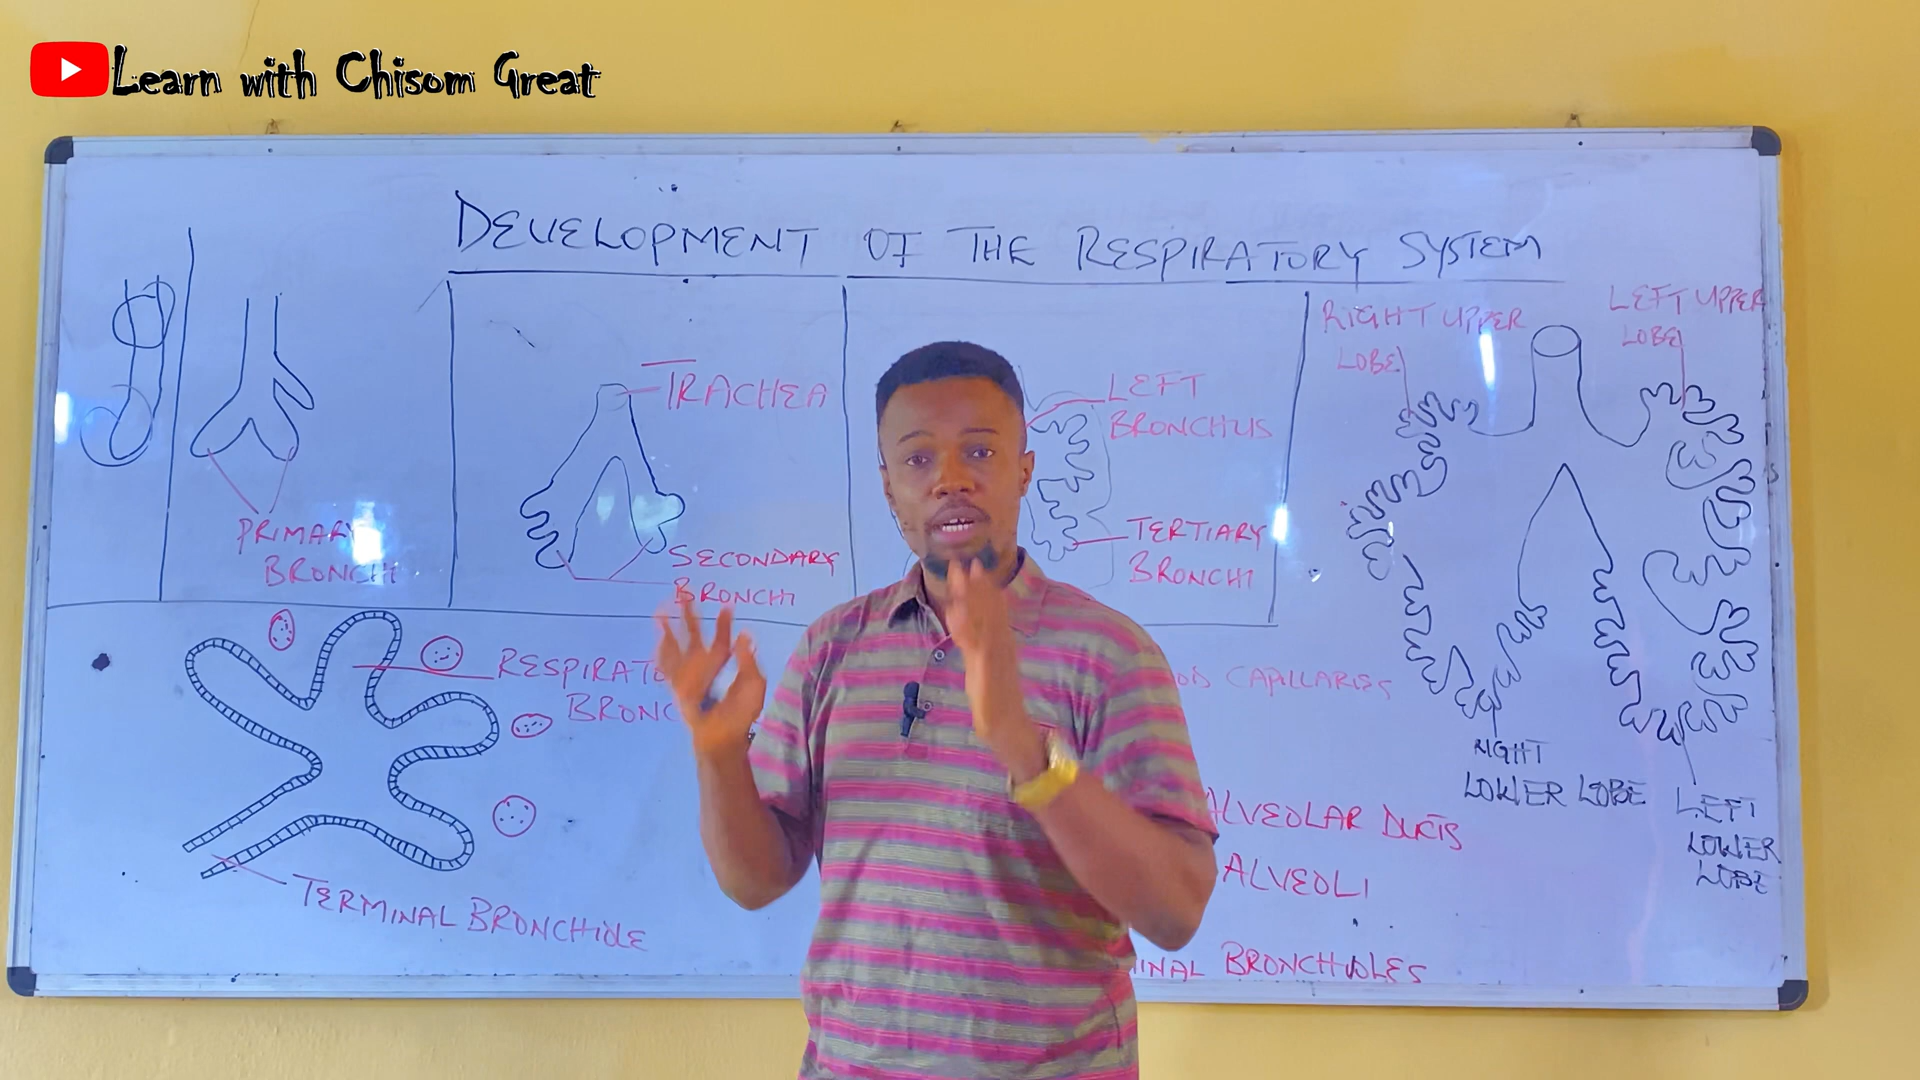 Learn with Chisom Great
DEVELOPMENT OF THE RESPIRATORY SYSTEM
PRIMARY
BRONCHI
TRACHEA
SECONDARY
BRONCHI
LEFT
BRONCHUS
TERTIARY
BRONCHI
RIGHT UPPER
LOBE
LEFT UPPER
LOBE
RIGHT
LOWER LOBE
LEFT
LOWER
LOBE
TERMINAL BRONCHIOLE
CAPILLARIES
ALVEOLAR DUCTS
ALVEOLI
BRONCHIOLES